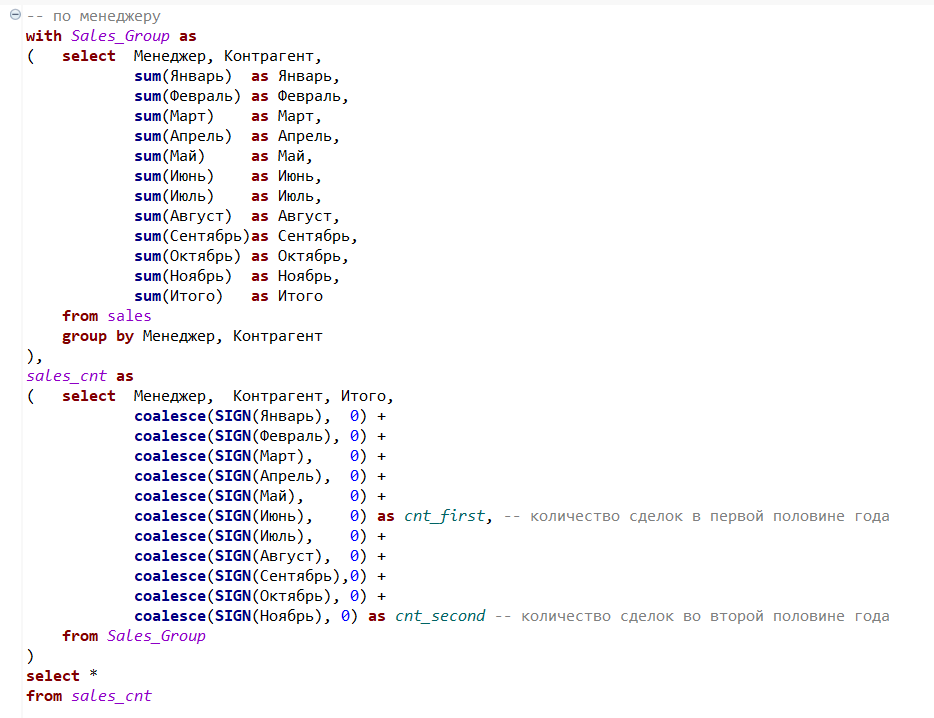 -- по менеджеру
with Sales_Group as
(   select  Менеджер, Контрагент,
            sum(Январь)  as Январь,
            sum(Февраль) as Февраль,
            sum(Март)    as Март,
            sum(Апрель)  as Апрель,
            sum(Май)     as Май,
            sum(Июнь)    as Июнь,
            sum(Июль)    as Июль,
            sum(Август)  as Август,
            sum(Сентябрь)as Сентябрь,
            sum(Октябрь) as Октябрь,
            sum(Ноябрь)  as Ноябрь,
            sum(Итого)   as Итого
    from sales
    group by Менеджер, Контрагент
),
sales_cnt as
(   select  Менеджер,  Контрагент, Итого,
            coalesce(SIGN(Январь),  0) +
            coalesce(SIGN(Февраль), 0) +
            coalesce(SIGN(Март),    0) +
            coalesce(SIGN(Апрель),  0) +
            coalesce(SIGN(Май),     0) +
            coalesce(SIGN(Июнь),    0) as cnt_first, -- количество сделок в первой половине года
            coalesce(SIGN(Июль),    0) +
            coalesce(SIGN(Август),  0) +
            coalesce(SIGN(Сентябрь),0) +
            coalesce(SIGN(Октябрь), 0) +
            coalesce(SIGN(Ноябрь), 0) as cnt_second -- количество сделок во второй половине года
    from Sales_Group
)
select *
from sales_cnt